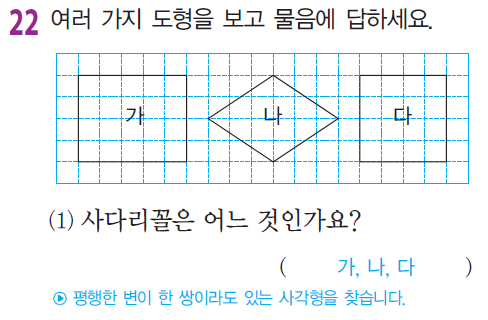 22 여러 가지 도형을 보고 물음에 답하세요.
가 나 다
(1) 사다리꼴은 어느 것인가요?
( 가, 나, 다 )
▶ 평행한 변이 한 쌍이라도 있는 사각형을 찾습니다.